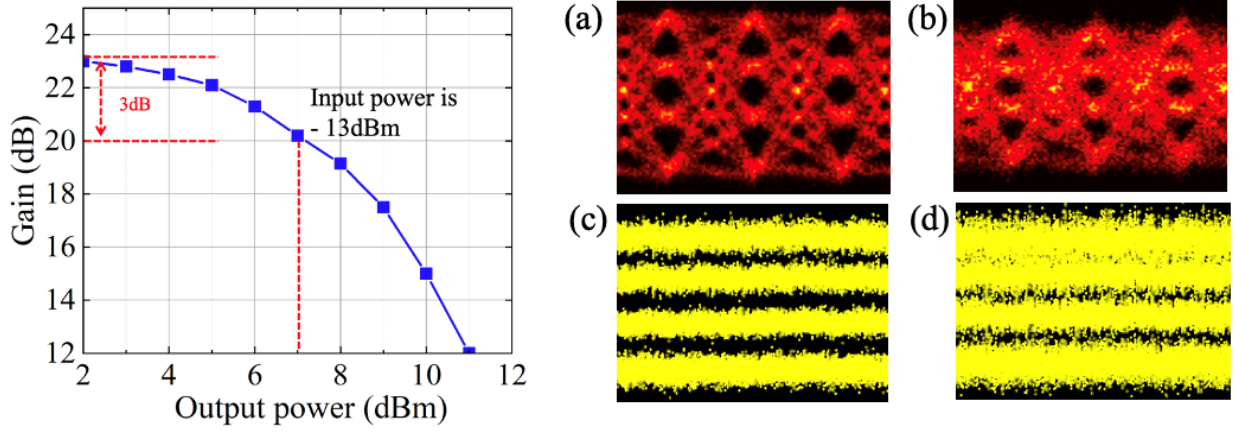 24
22
20
18
16
14
12
Gain (dB)
3dB
Input power is
- 13dBm
2 4 6 8 10 12
Output power (dBm)
(a)
(b)
(c)
(d)